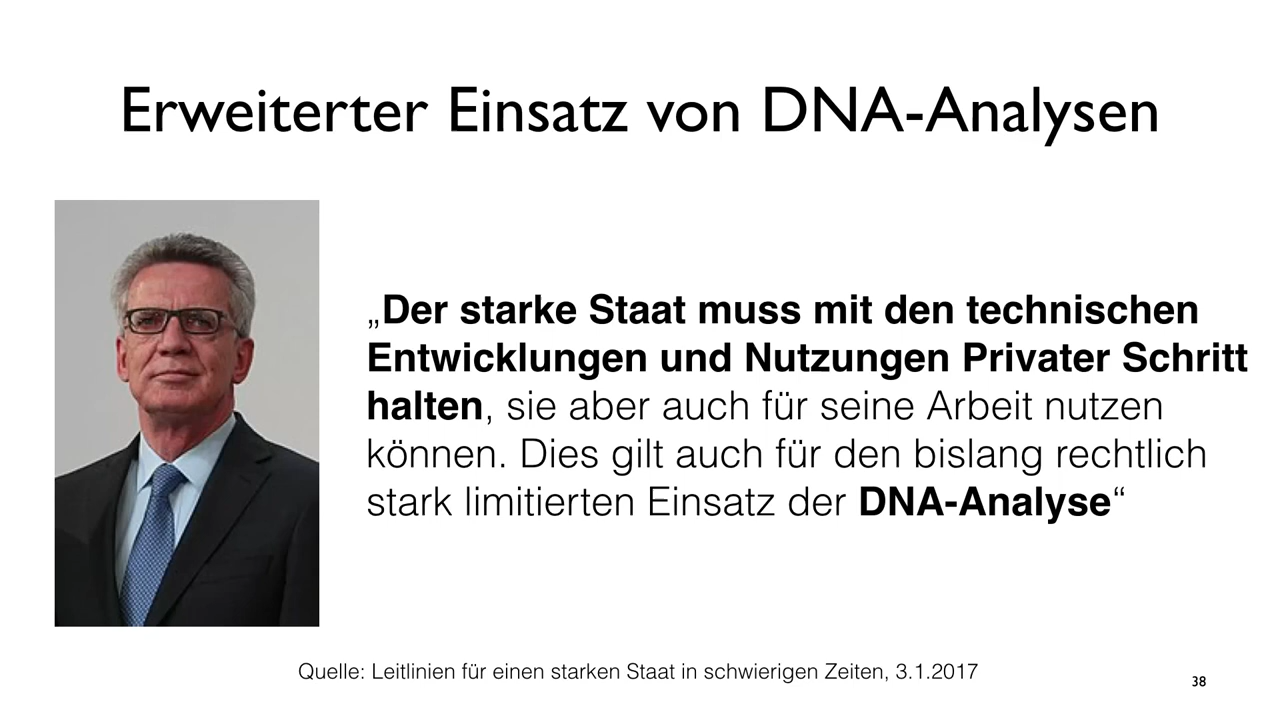 Erweiterter Einsatz von DNA-Analysen
„Der starke Staat muss mit den technischen
Entwicklungen und Nutzungen Privater Schritt
halten, sie aber auch für seine Arbeit nutzen
können. Dies gilt auch für den bislang rechtlich
stark limitierten Einsatz der DNA-Analyse“
Quelle: Leitlinien für einen starken Staat in schwierigen Zeiten, 3.1.2017
38